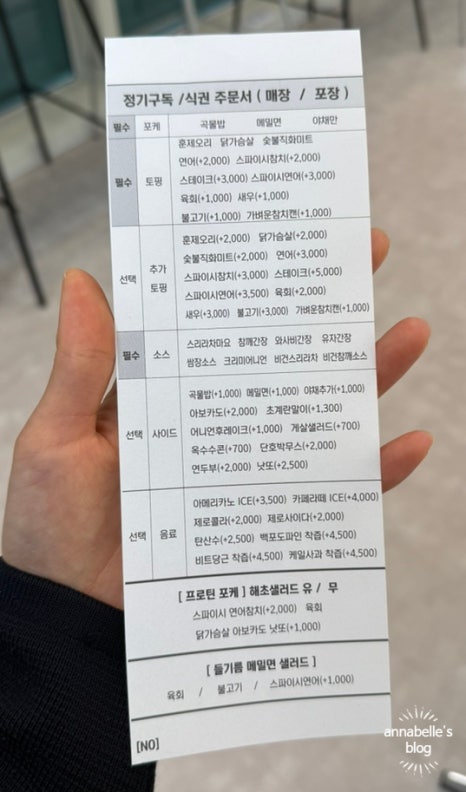 정기구독 /식권 주문서 ( 매장 / 포장 )
필수 포케 곡물밥 메밀면 야채만
필수 토핑
훈제오리 닭가슴살 숯불직화미트
연어(+2,000) 스파이시참치(+2,000)
스테이크(+3,000) 스파이시연어(+3,000)
육회(+1,000) 새우(+1,000)
불고기(+1,000) 가벼운참치캔(+1,000)
선택 추가 토핑
훈제오리(+2,000) 닭가슴살(+2,000)
숯불직화미트(+2,000) 연어(+3,000)
스파이시참치(+3,000) 스테이크(+5,000)
스파이시연어(+3,500) 육회(+2,000)
새우(+3,000) 불고기(+3,000) 가벼운참치캔(+1,000)
필수 소스
스리라차마요 참깨간장 와사비간장 유자간장
쌈장소스 크리미어니언 비건스리라차 비건참깨소스
선택 사이드
곡물밥(+1,000) 메밀면(+1,000) 야채추가(+1,000)
아보카도(+2,000) 초계란말이(+1,300)
어니언후레이크(+1,000) 게살샐러드(+700)
옥수수콘(+700) 단호박무스(+2,000)
연두부(+2,000) 낫또(+2,500)
선택 음료
아메리카노 ICE(+3,500) 카페라떼 ICE(+4,000)
제로콜라(+2,000) 제로사이다(+2,000)
탄산수(+2,500) 백포도파인 착즙(+4,500)
비트당근 착즙(+4,500) 케일사과 착즙(+4,500)
[ 프로틴 포케 ] 해초샐러드 유 / 무
스파이시 연어참치(+2,000) 육회
닭가슴살 아보카도 낫또(+1,000)
[ 들기름 메밀면 샐러드 ]
육회 / 불고기 / 스파이시연어(+1,000)
[NO]
annabelle's
blog